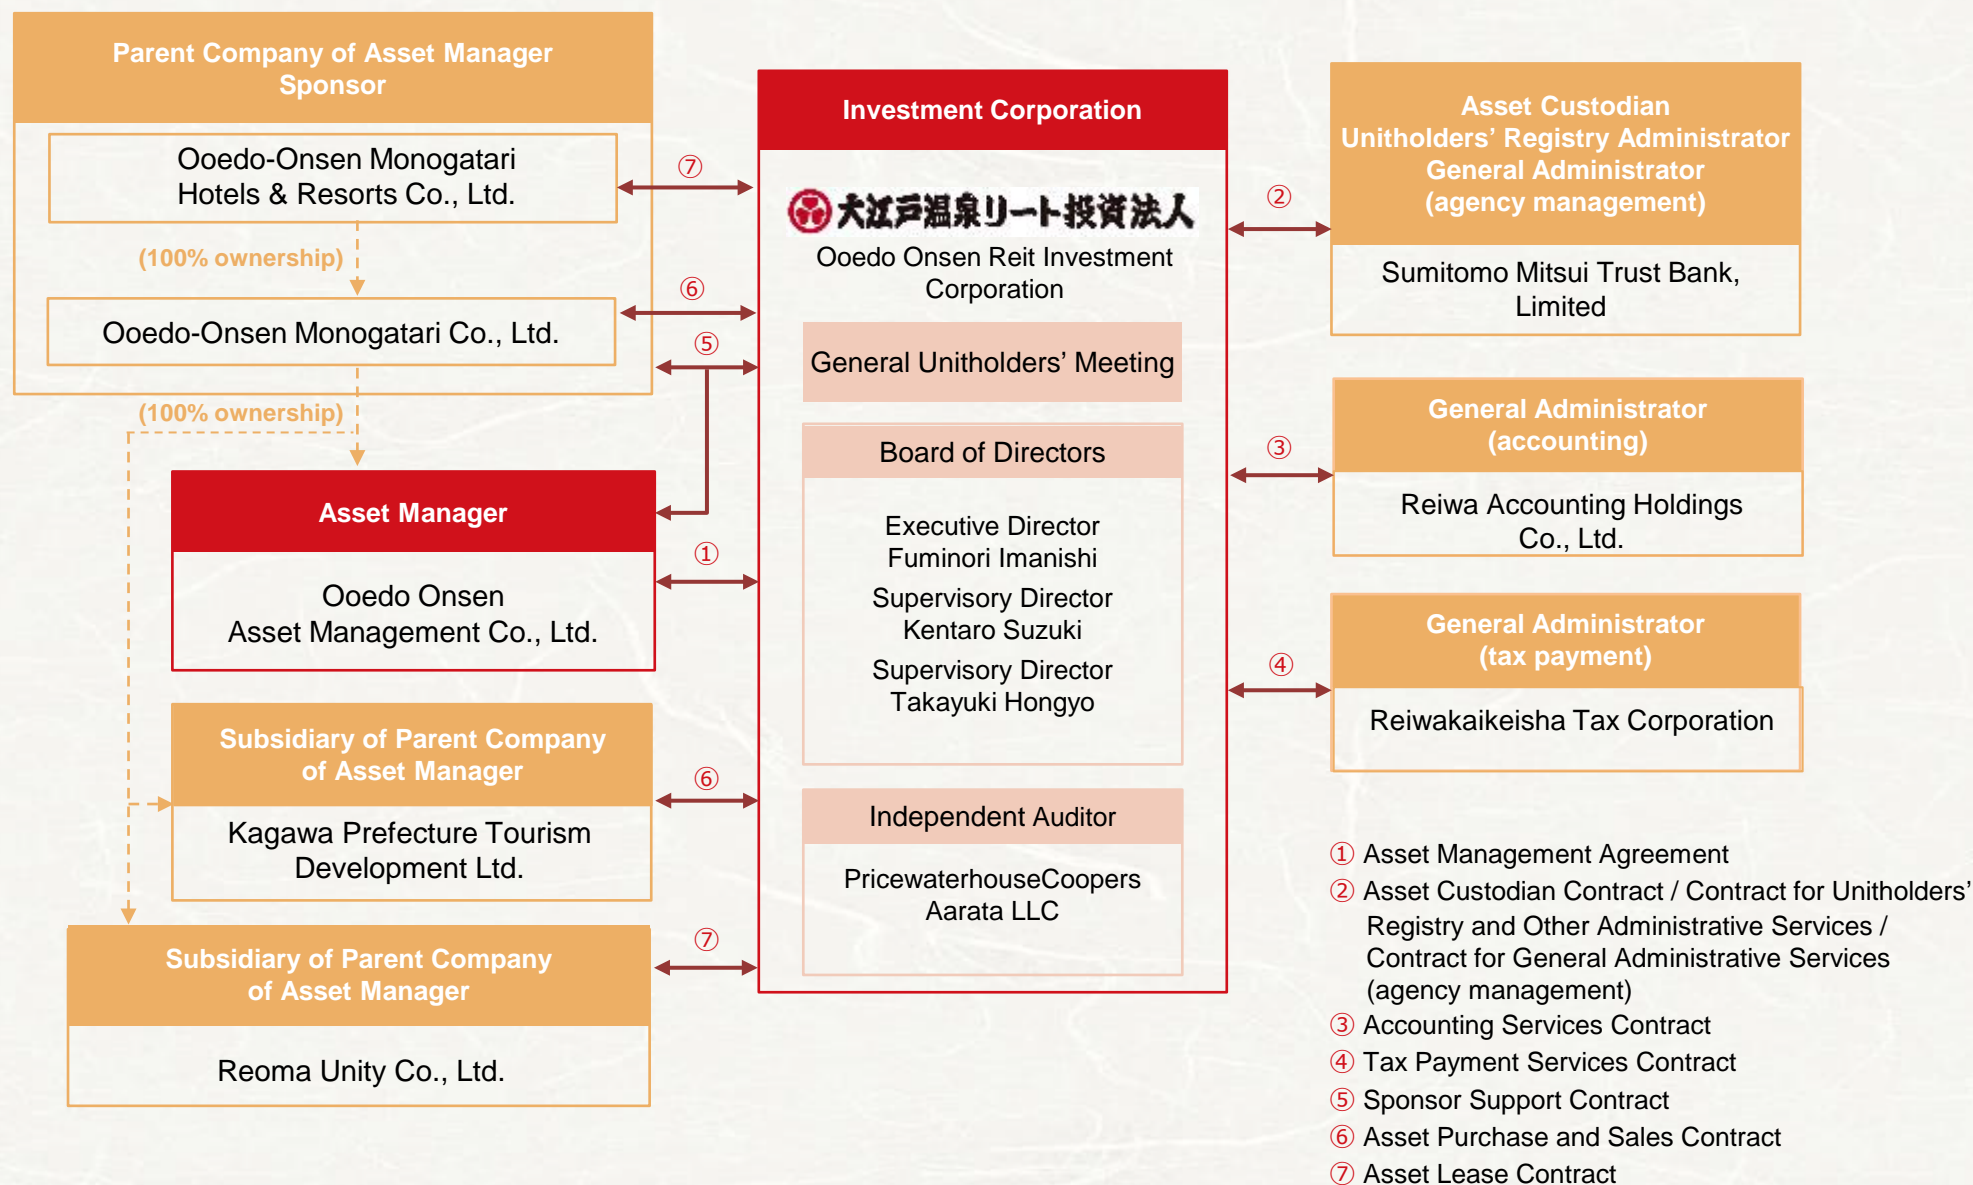 Parent Company of Asset Manager
Sponsor
Ooedo-Onsen Monogatari
Hotels & Resorts Co., Ltd.
(100% ownership)
Ooedo-Onsen Monogatari Co., Ltd.
(100% ownership)
Asset Manager
Ooedo Onsen
Asset Management Co., Ltd.
Subsidiary of Parent Company
of Asset Manager
Kagawa Prefecture Tourism
Development Ltd.
Subsidiary of Parent Company
of Asset Manager
Reoma Unity Co., Ltd.
⑦
⑥
⑤
①
⑥
⑦
Investment Corporation
大江戸温泉リート投資法人
Ooedo Onsen Reit Investment
Corporation
General Unitholders’ Meeting
Board of Directors
Executive Director
Fuminori Imanishi
Supervisory Director
Kentaro Suzuki
Supervisory Director
Takayuki Hongyo
Independent Auditor
PricewaterhouseCoopers
Aarata LLC
②
③
④
Asset Custodian
Unitholders’ Registry Administrator
General Administrator
(agency management)
Sumitomo Mitsui Trust Bank,
Limited
General Administrator
(accounting)
Reiwa Accounting Holdings
Co., Ltd.
General Administrator
(tax payment)
Reiwakaikeisha Tax Corporation
① Asset Management Agreement
② Asset Custodian Contract / Contract for Unitholders’
Registry and Other Administrative Services /
Contract for General Administrative Services
(agency management)
③ Accounting Services Contract
④ Tax Payment Services Contract
⑤ Sponsor Support Contract
⑥ Asset Purchase and Sales Contract
⑦ Asset Lease Contract